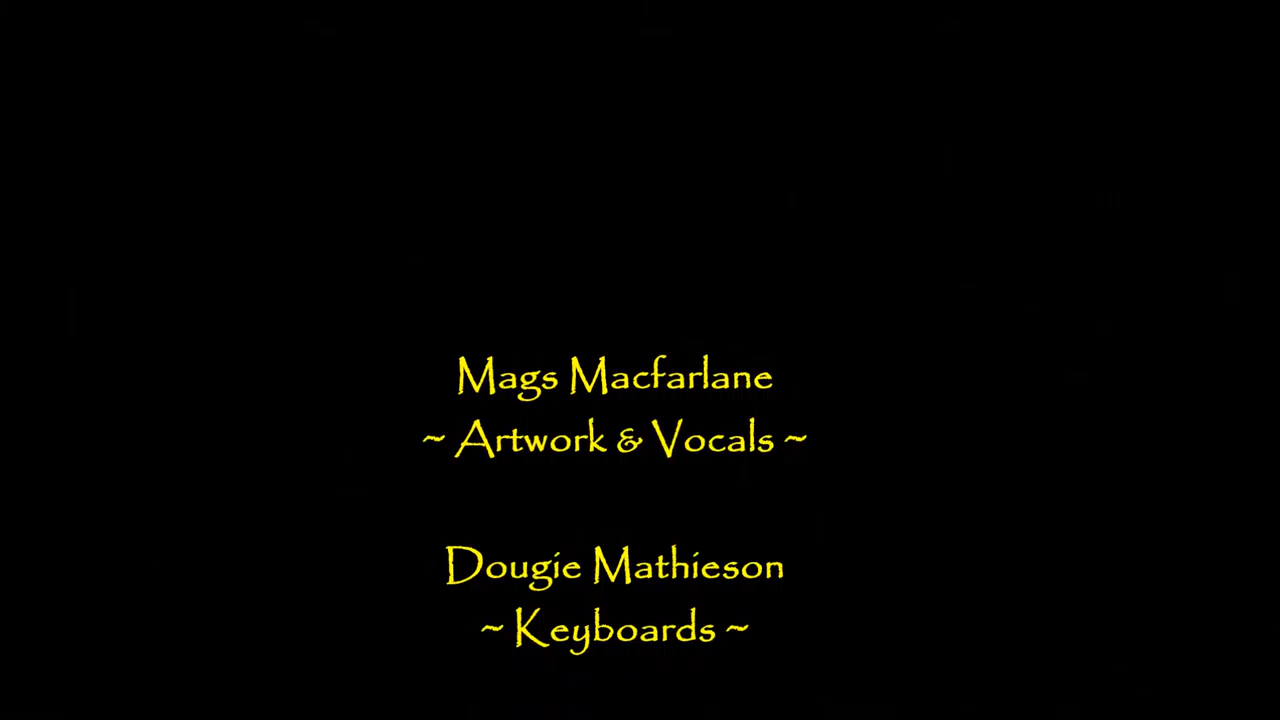 Mags Macfarlane
~ Artwork & Vocals ~
Dougie Mathieson
~ Keyboards ~